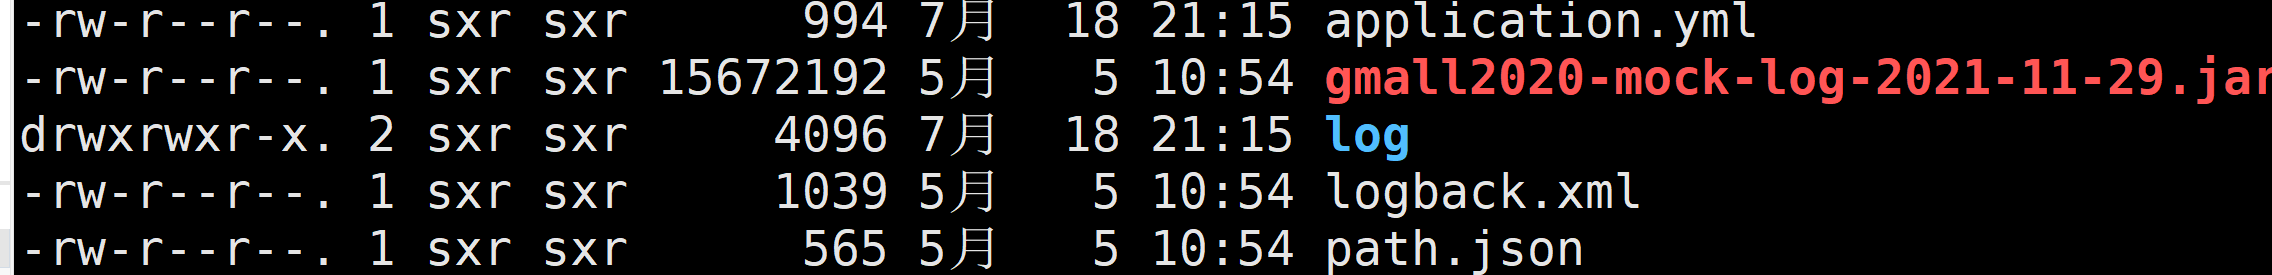 -rw-r--r--. 1 sxr sxr      994 7月  18 21:15 application.yml
-rw-r--r--. 1 sxr sxr 15672192 5月   5 10:54 gmall2020-mock-log-2021-11-29.jar
drwxrwxr-x. 2 sxr sxr     4096 7月  18 21:15 log
-rw-r--r--. 1 sxr sxr     1039 5月   5 10:54 logback.xml
-rw-r--r--. 1 sxr sxr      565 5月   5 10:54 path.json